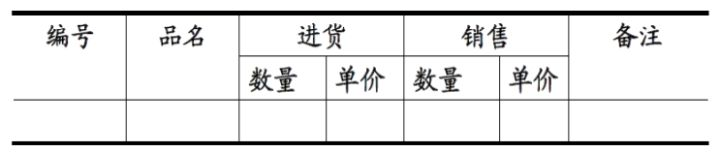 编号 品名 进货 销售 备注
数量 单价 数量 单价